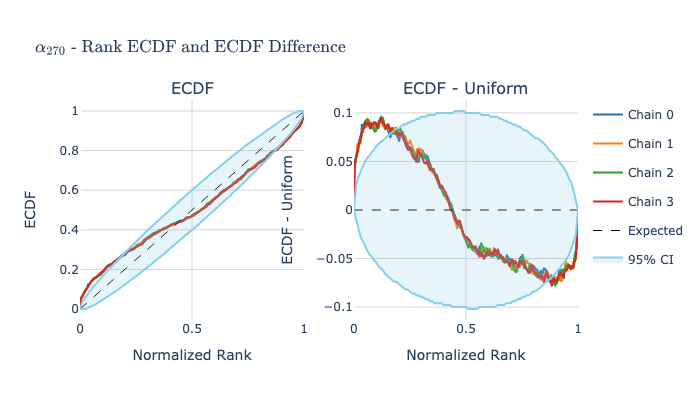 α₂₇₀ - Rank ECDF and ECDF Difference
ECDF
ECDF - Uniform
1
0.8
0.6
0.4
0.2
0
0
0.5
1
ECDF
Normalized Rank
0.1
0.05
0
−0.05
−0.1
0
0.5
1
ECDF - Uniform
Normalized Rank
Chain 0
Chain 1
Chain 2
Chain 3
Expected
95% CI